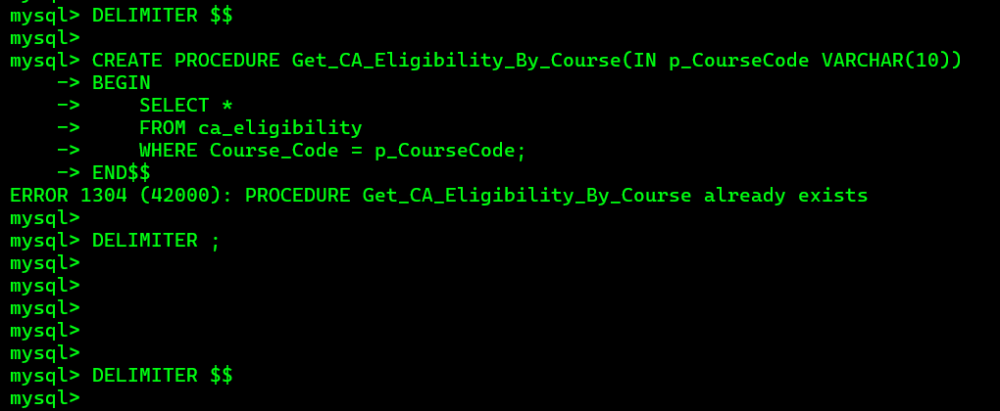 mysql> DELIMITER $$
mysql>
mysql> CREATE PROCEDURE Get_CA_Eligibility_By_Course(IN p_CourseCode VARCHAR(10))
    -> BEGIN
    ->     SELECT *
    ->     FROM ca_eligibility
    ->     WHERE Course_Code = p_CourseCode;
    -> END$$
ERROR 1304 (42000): PROCEDURE Get_CA_Eligibility_By_Course already exists
mysql>
mysql> DELIMITER ;
mysql>
mysql>
mysql>
mysql>
mysql>
mysql> DELIMITER $$
mysql>